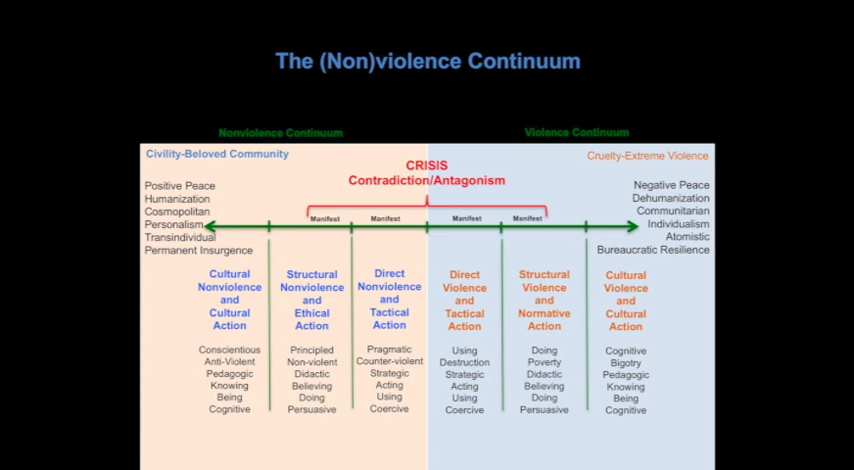 The (Non)violence Continuum
Nonviolence Continuum
Violence Continuum
Civility-Beloved Community
Cruelty-Extreme Violence
CRISIS
Contradiction/Antagonism
Positive Peace
Humanization
Cosmopolitan
Personalism
Transindividual
Permanent Insurgence
Negative Peace
Dehumanization
Communitarian
Individualism
Atomistic
Bureaucratic Resilience
Manifest
Manifest
Manifest
Manifest
Cultural
Nonviolence
and
Cultural
Action
Structural
Nonviolence
and
Ethical
Action
Direct
Nonviolence
and
Tactical
Action
Direct
Violence
and
Tactical
Action
Structural
Violence
and
Normative
Action
Cultural
Violence
and
Cultural
Action
Conscientious
Anti-Violent
Pedagogic
Knowing
Being
Cognitive
Principled
Non-violent
Didactic
Believing
Doing
Persuasive
Pragmatic
Counter-violent
Strategic
Acting
Using
Coercive
Using
Destruction
Strategic
Acting
Using
Coercive
Doing
Poverty
Didactic
Believing
Doing
Persuasive
Cognitive
Bigotry
Pedagogic
Knowing
Being
Cognitive